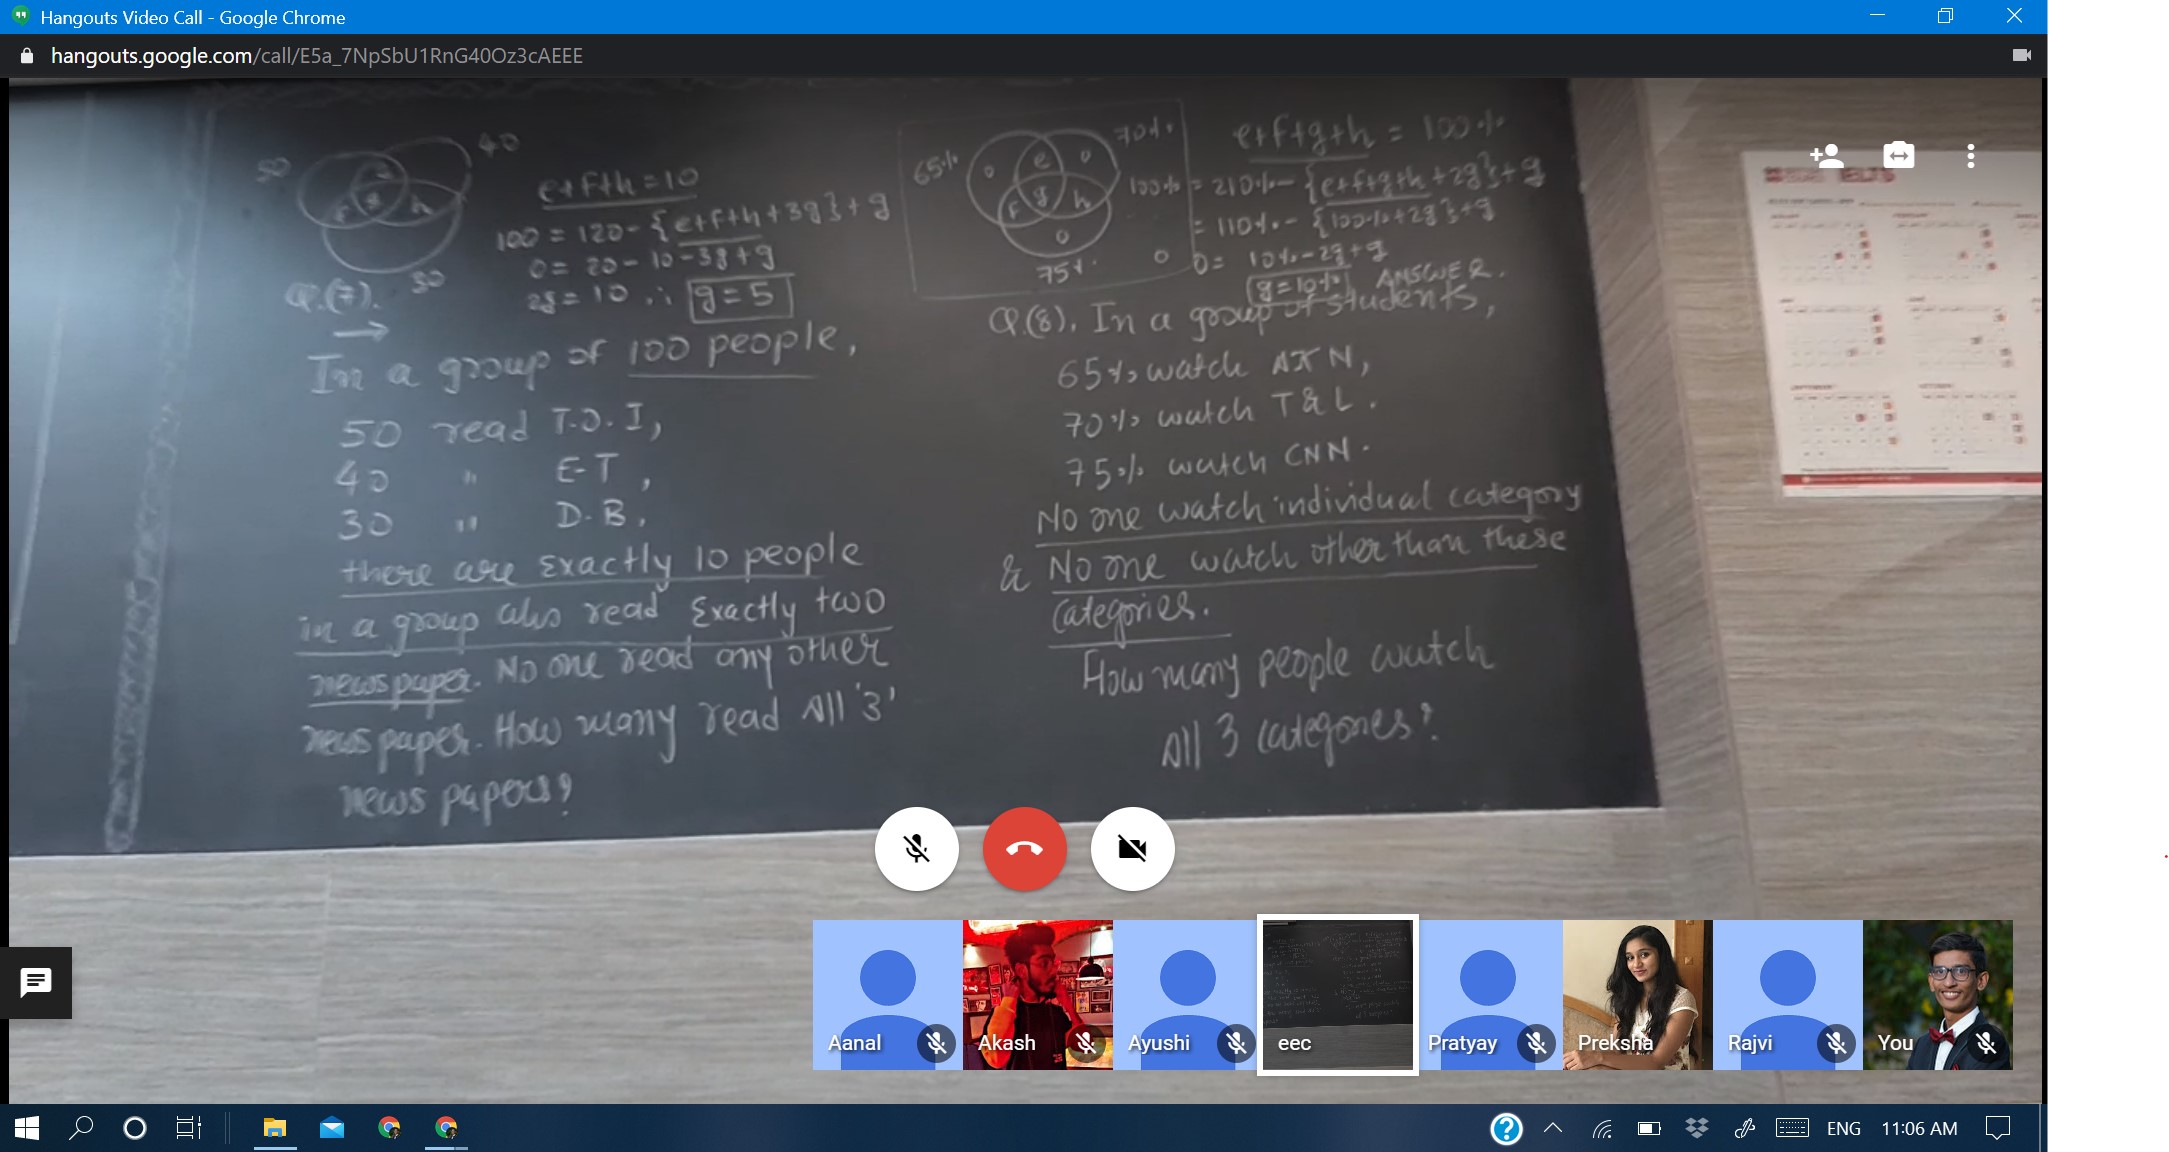 Hangouts Video Call - Google Chrome
hangouts.google.com/call/E5a_7NpSbU1RnG40Oz3cAEEE
50
40
30
e
f
g
h
e+f+h = 10
100 = 120 - {e+f+h+3g} + g
0 = 20 - 10 - 3g + g
2g = 10 ∴ g = 5
Q.(7).
In a group of 100 people,
50 read T.O.I,
40 " E.T,
30 " D.B,
there are Exactly 10 people
in a group who read Exactly two
news paper. No one read any other
news paper. How many read All '3'
news papers?
65%
70%
75%
0
e
0
f
g
h
0
0
e+f+g+h = 100%
100% = 210% - {e+f+g+h+2g} + g
= 110% - {100%+2g} + g
0 = 10% - 2g + g
g = 10% ANSWER.
Q.(8). In a group of students,
65% watch AXN,
70% watch T&L.
75% watch CNN.
No one watch individual category
& No one watch other than these
categories.
How many people watch
All 3 categories?
IELTS
Aanal
Akash
Ayushi
eec
Pratyay
Preksha
Rajvi
You
ENG
11:06 AM